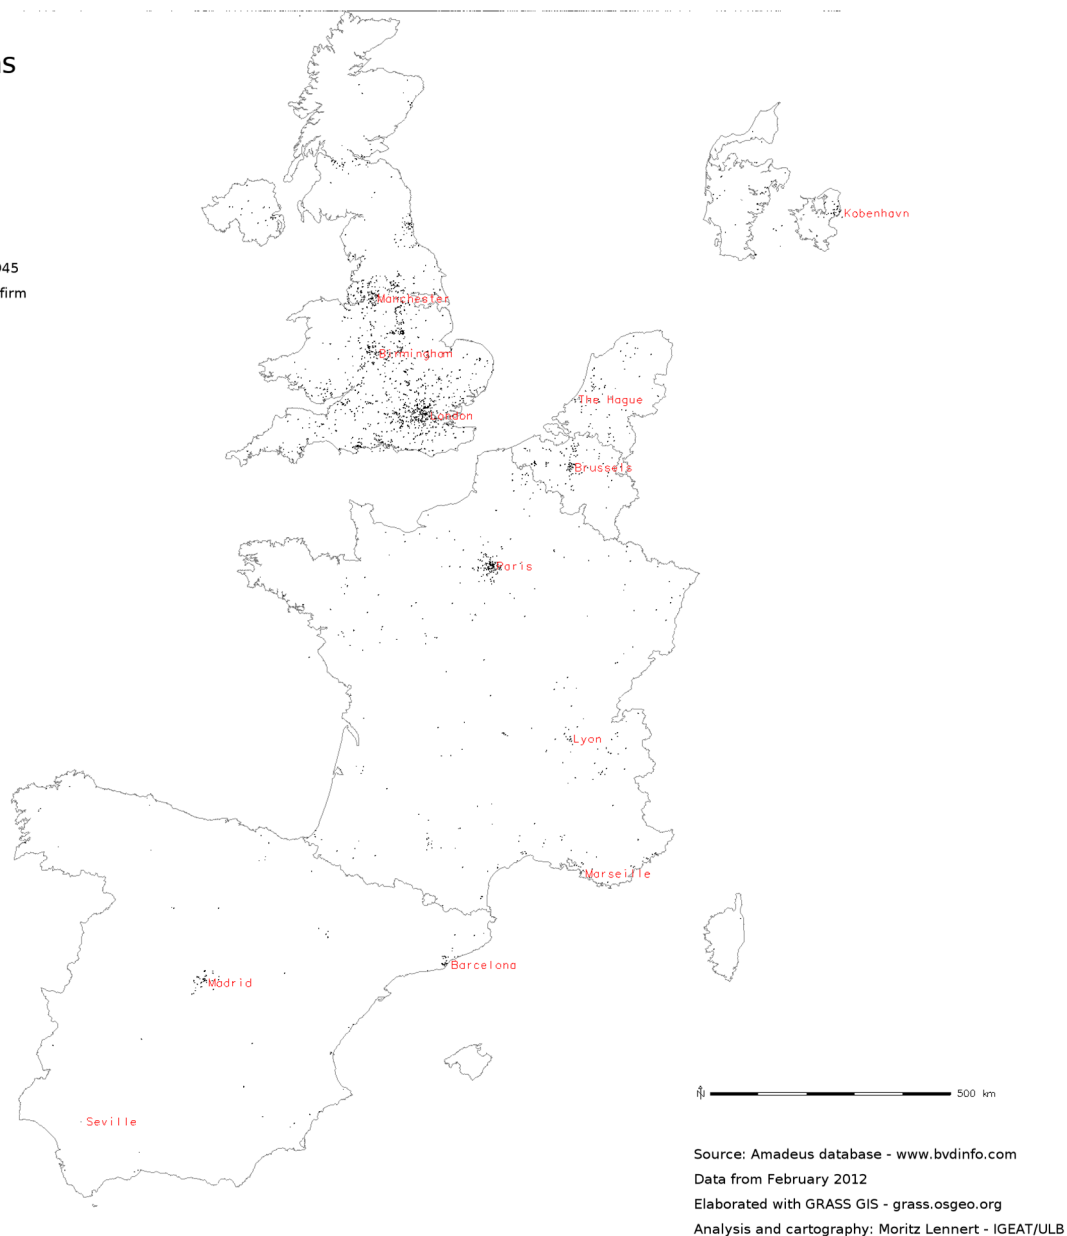 s
045
firm
Kobenhavn
Manchester
Birmingham
London
The Hague
Brussels
Paris
Lyon
Marseille
Barcelona
Madrid
Seville
N 500 km
Source: Amadeus database - www.bvdinfo.com
Data from February 2012
Elaborated with GRASS GIS - grass.osgeo.org
Analysis and cartography: Moritz Lennert - IGEAT/ULB